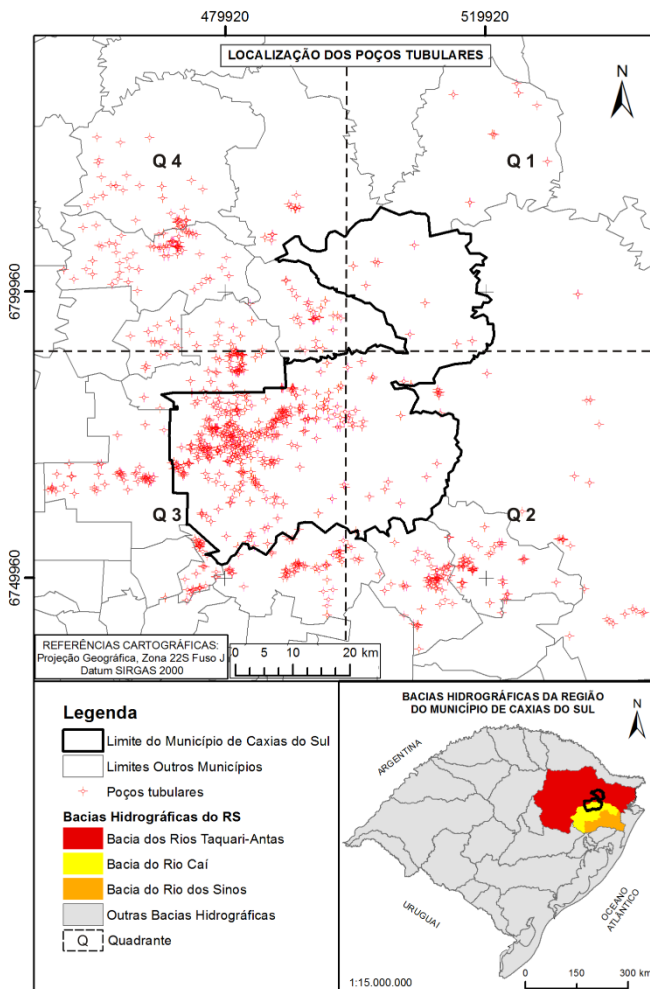 479920
519920
LOCALIZAÇÃO DOS POÇOS TUBULARES
N
Q 4
Q 1
6799960
Q 3
Q 2
6749960
REFERÊNCIAS CARTOGRÁFICAS:
Projeção Geográfica, Zona 22S Fuso J
Datum SIRGAS 2000
0 5 10 20 km
Legenda
Limite do Município de Caxias do Sul
Limites Outros Municípios
Poços tubulares
Bacias Hidrográficas do RS
Bacia dos Rios Taquari-Antas
Bacia do Rio Caí
Bacia do Rio dos Sinos
Outras Bacias Hidrográficas
Q Quadrante
BACIAS HIDROGRÁFICAS DA REGIÃO
DO MUNICÍPIO DE CAXIAS DO SUL
N
ARGENTINA
URUGUAI
OCEANO
ATLÂNTICO
1:15.000.000
0 150 300 km